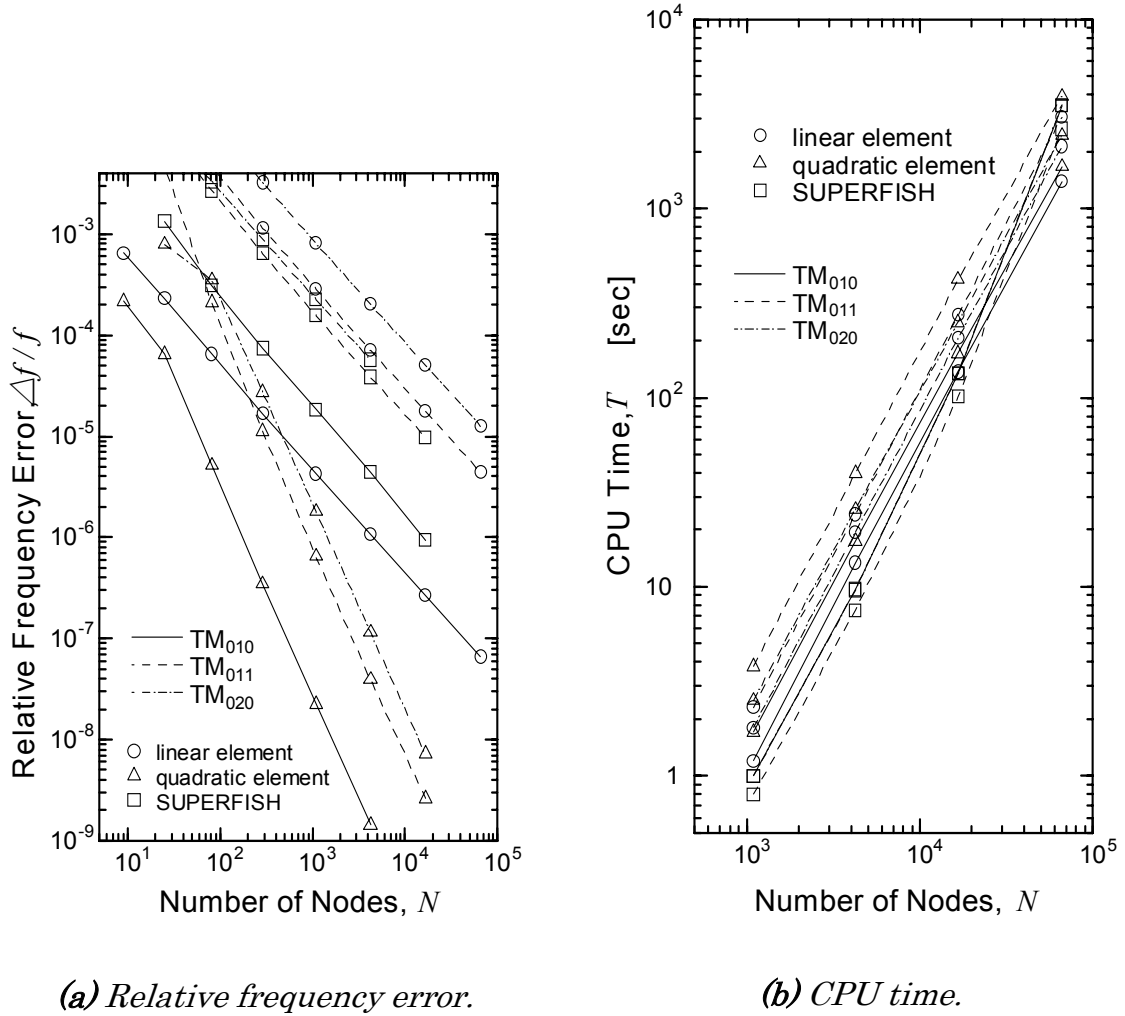 Relative Frequency Error, △f / f
10⁻³
10⁻⁴
10⁻⁵
10⁻⁶
10⁻⁷
10⁻⁸
10⁻⁹
TM₀₁₀
TM₀₁₁
TM₀₂₀
linear element
quadratic element
SUPERFISH
10¹
10²
10³
10⁴
10⁵
Number of Nodes, N
(a) Relative frequency error.
CPU Time, T [sec]
10⁴
10³
10²
10
1
linear element
quadratic element
SUPERFISH
TM₀₁₀
TM₀₁₁
TM₀₂₀
10³
10⁴
10⁵
Number of Nodes, N
(b) CPU time.